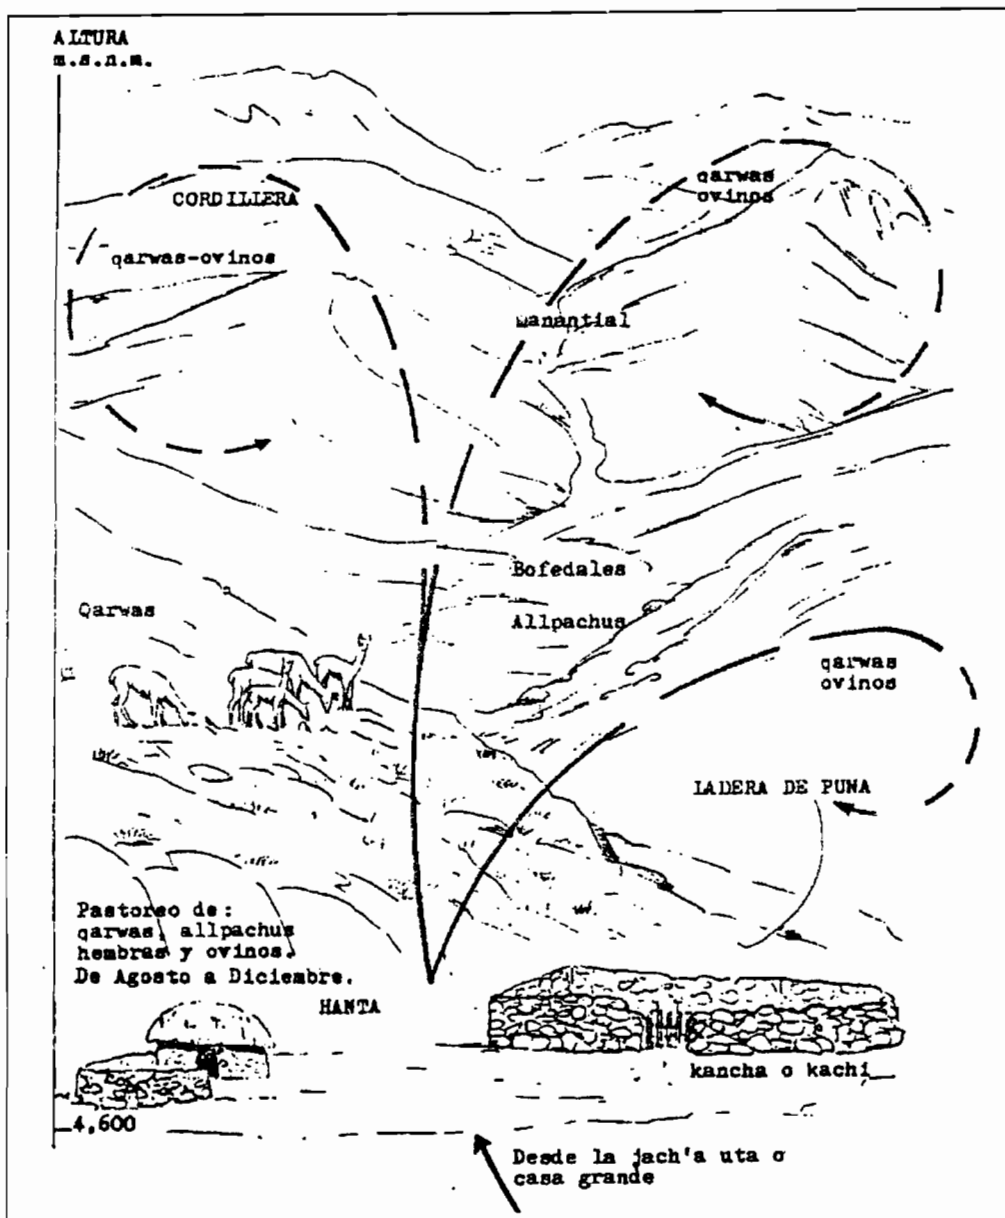 ALTURA
m.s.n.m.
qarwas
ovinos
CORDILLERA
qarwas-ovinos
Manantial
Bofedales
Qarwas
Allpachus
qarwas
ovinos
LADERA DE PUNA
Pastoreo de:
qarwas, allpachus
hembras y ovinos.
De Agosto a Diciembre.
HANTA
kancha o kachi
4,600
Desde la jach'a uta o
casa grande